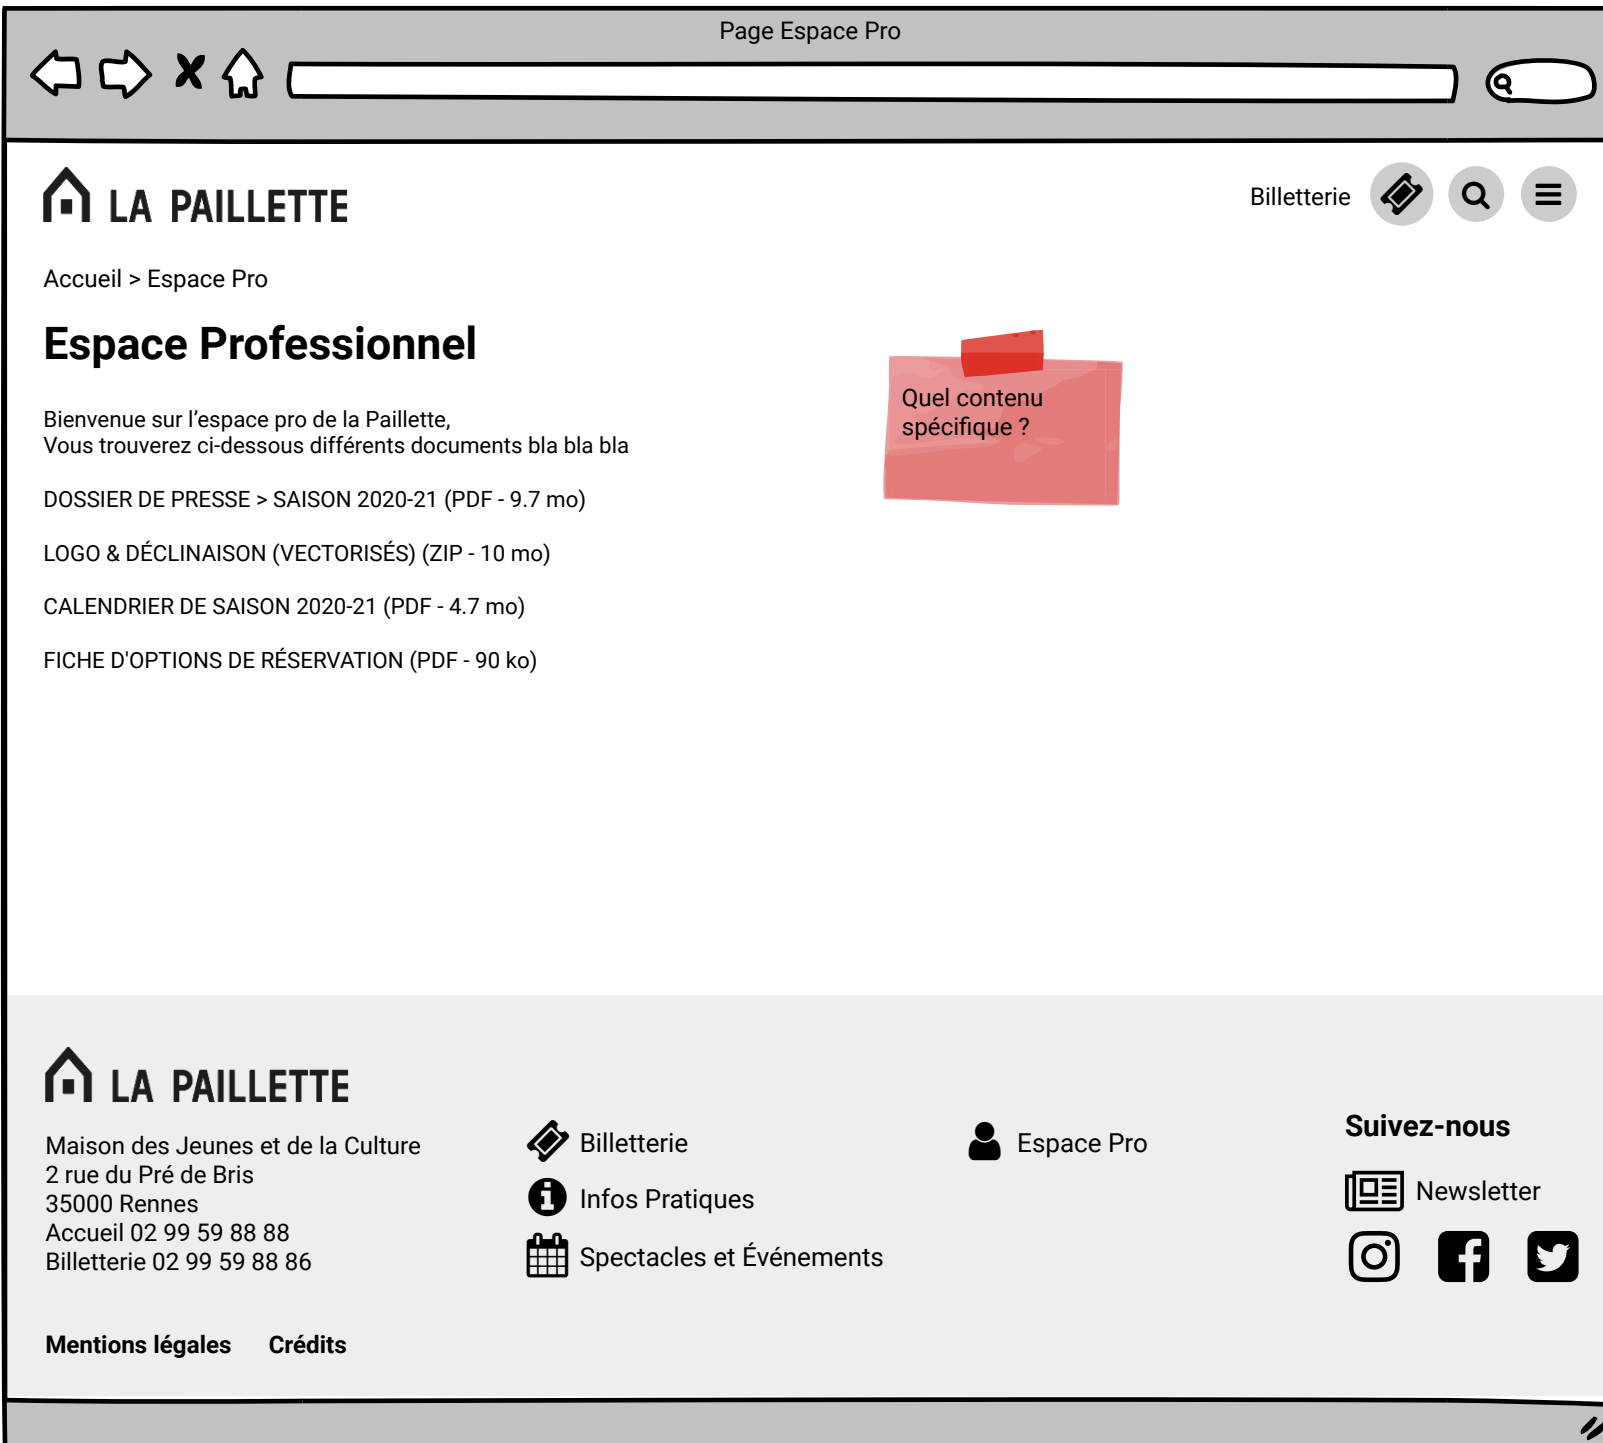 Page Espace Pro
LA PAILLETTE
Billetterie
Accueil > Espace Pro
Espace Professionnel
Bienvenue sur l’espace pro de la Paillette,
Vous trouverez ci-dessous différents documents bla bla bla
DOSSIER DE PRESSE > SAISON 2020-21 (PDF - 9.7 mo)
LOGO & DÉCLINAISON (VECTORISÉS) (ZIP - 10 mo)
CALENDRIER DE SAISON 2020-21 (PDF - 4.7 mo)
FICHE D'OPTIONS DE RÉSERVATION (PDF - 90 ko)
Quel contenu
spécifique ?
LA PAILLETTE
Maison des Jeunes et de la Culture
2 rue du Pré de Bris
35000 Rennes
Accueil 02 99 59 88 88
Billetterie 02 99 59 88 86
Billetterie
Infos Pratiques
Spectacles et Événements
Espace Pro
Suivez-nous
Newsletter
Mentions légales Crédits